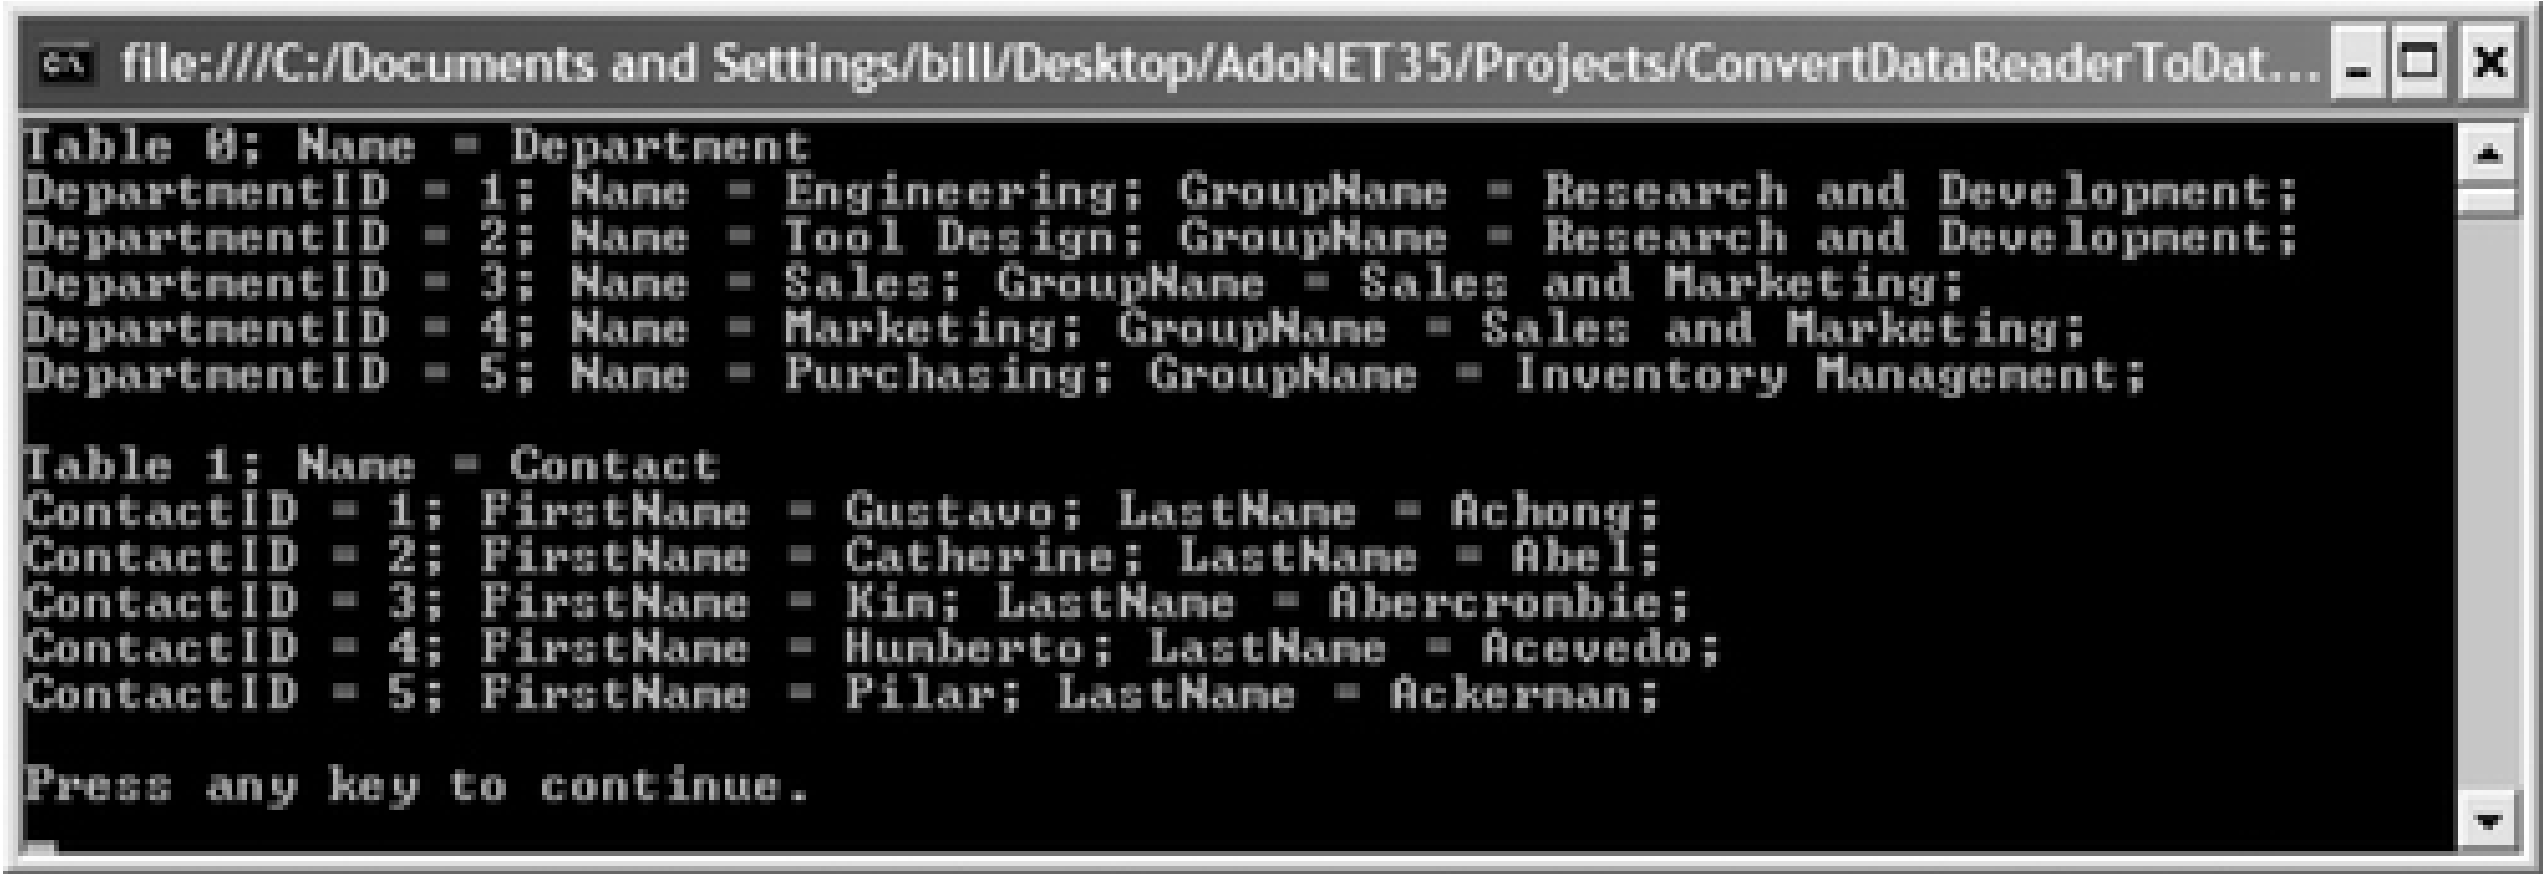 file:///C:/Documents and Settings/bill/Desktop/AdoNET35/Projects/ConvertDataReaderToDat...
Table 0; Name = Department
DepartmentID = 1; Name = Engineering; GroupName = Research and Development;
DepartmentID = 2; Name = Tool Design; GroupName = Research and Development;
DepartmentID = 3; Name = Sales; GroupName = Sales and Marketing;
DepartmentID = 4; Name = Marketing; GroupName = Sales and Marketing;
DepartmentID = 5; Name = Purchasing; GroupName = Inventory Management;
Table 1; Name = Contact
ContactID = 1; FirstName = Gustavo; LastName = Achong;
ContactID = 2; FirstName = Catherine; LastName = Abel;
ContactID = 3; FirstName = Kim; LastName = Abercrombie;
ContactID = 4; FirstName = Humberto; LastName = Acevedo;
ContactID = 5; FirstName = Pilar; LastName = Ackerman;
Press any key to continue.